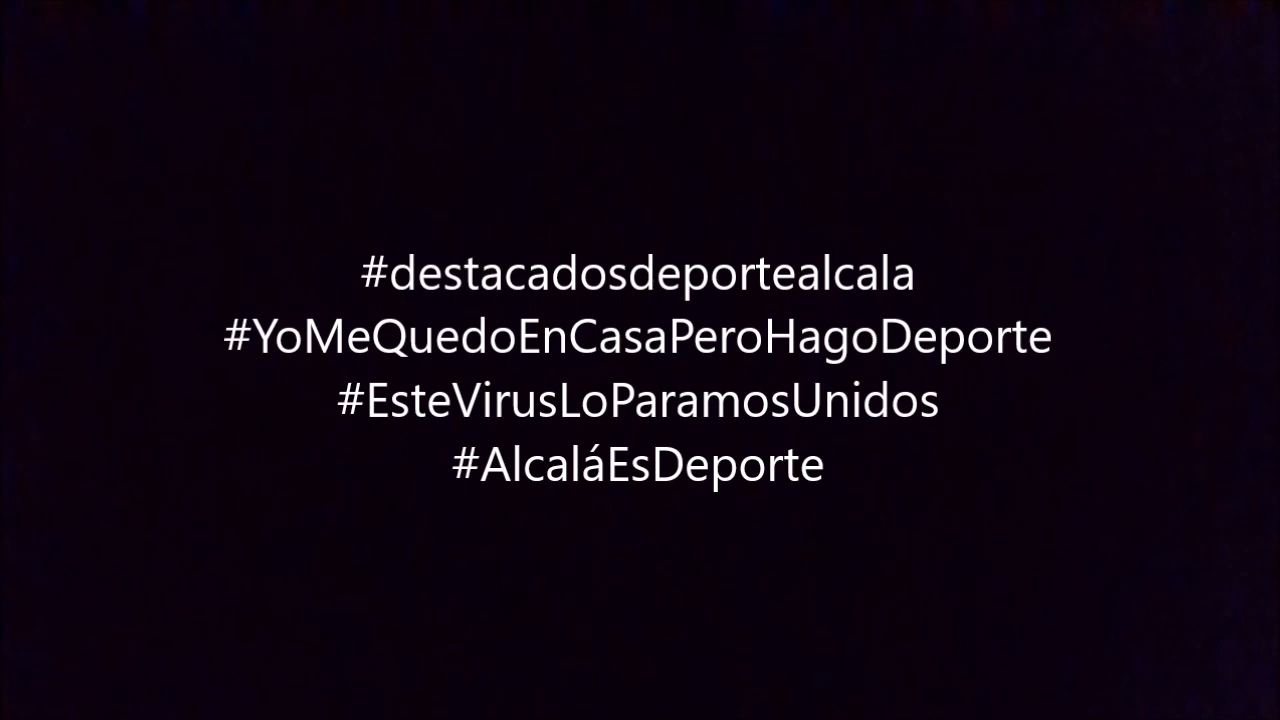 #destacadosdeportealcala
#YoMeQuedoEnCasaPeroHagoDeporte
#EsteVirusLoParamosUnidos
#AlcaláEsDeporte